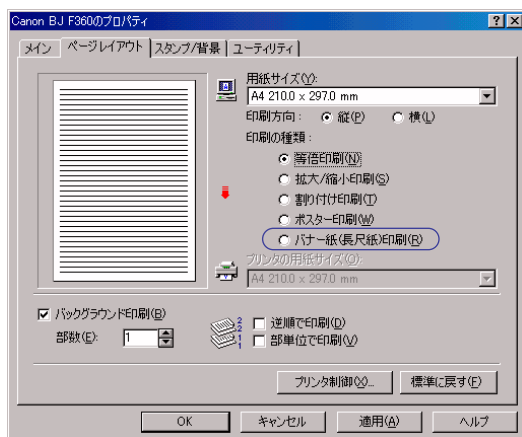 Canon BJ F360のプロパティ
メイン ページレイアウト スタンプ/背景 ユーティリティ
用紙サイズ(Z):
A4 210.0 x 297.0 mm
印刷方向： 縦(P) 横(L)
印刷の種類：
等倍印刷(N)
拡大/縮小印刷(S)
割り付け印刷(T)
ポスター印刷(W)
バナー紙(長尺紙)印刷(R)
プリンタの用紙サイズ(O):
A4 210.0 x 297.0 mm
バックグラウンド印刷(B)
部数(E): 1
2 2 1 1
逆順で印刷(D)
部単位で印刷(V)
プリンタ制御(X)... 標準に戻す(F)
OK キャンセル 適用(A) ヘルプ